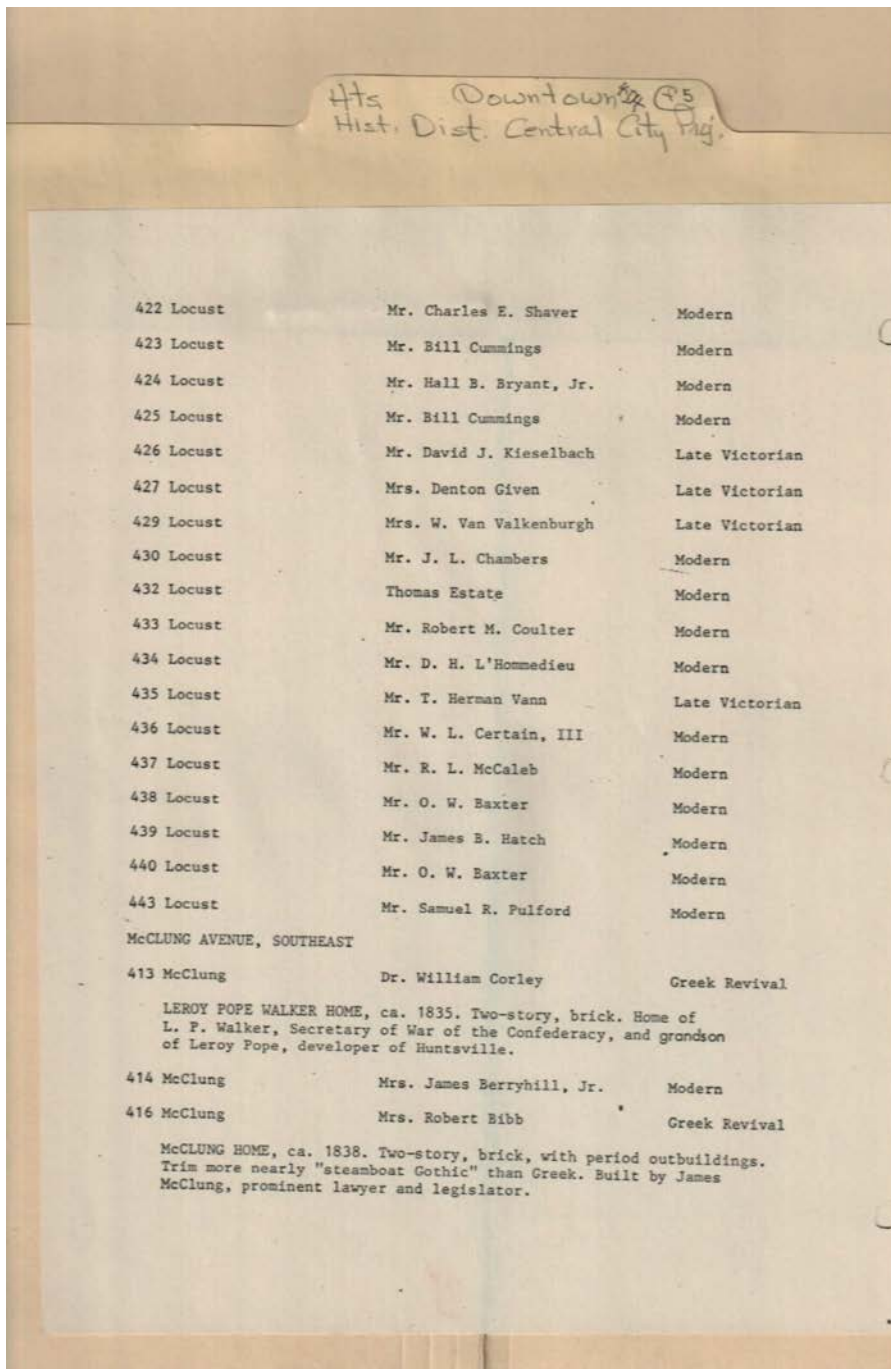 Hts Downtown P5
Hist. Dist. Central City Proj.
422 Locust Mr. Charles E. Shaver Modern
423 Locust Mr. Bill Cummings Modern
424 Locust Mr. Hall B. Bryant, Jr. Modern
425 Locust Mr. Bill Cummings Modern
426 Locust Mr. David J. Kieselbach Late Victorian
427 Locust Mrs. Denton Given Late Victorian
429 Locust Mrs. W. Van Valkenburgh Late Victorian
430 Locust Mr. J. L. Chambers Modern
432 Locust Thomas Estate Modern
433 Locust Mr. Robert M. Coulter Modern
434 Locust Mr. D. H. L'Hommedieu Modern
435 Locust Mr. T. Herman Vann Late Victorian
436 Locust Mr. W. L. Certain, III Modern
437 Locust Mr. R. L. McCaleb Modern
438 Locust Mr. O. W. Baxter Modern
439 Locust Mr. James B. Hatch Modern
440 Locust Mr. O. W. Baxter Modern
443 Locust Mr. Samuel R. Pulford Modern
McCLUNG AVENUE, SOUTHEAST
413 McClung Dr. William Corley Greek Revival
LEROY POPE WALKER HOME, ca. 1835. Two-story, brick. Home of
L. P. Walker, Secretary of War of the Confederacy, and grandson
of Leroy Pope, developer of Huntsville.
414 McClung Mrs. James Berryhill, Jr. Modern
416 McClung Mrs. Robert Bibb Greek Revival
McCLUNG HOME, ca. 1838. Two-story, brick, with period outbuildings.
Trim more nearly "steamboat Gothic" than Greek. Built by James
McClung, prominent lawyer and legislator.